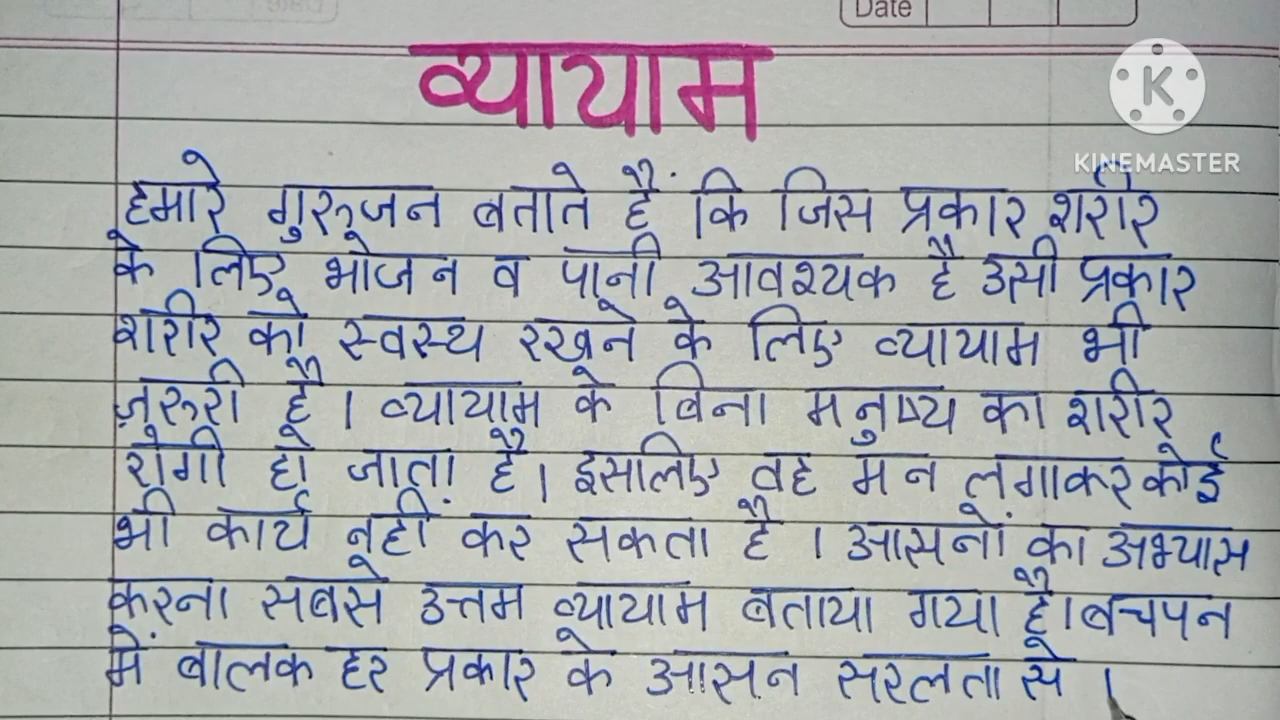 Date
व्यायाम
KINEMASTER
हमारे गुरुजन बताते हैं कि जिस प्रकार शरीर
के लिए भोजन व पानी आवश्यक है उसी प्रकार
शरीर को स्वस्थ रखने के लिए व्यायाम भी
ज़रुरी है । व्यायाम के बिना मनुष्य का शरीर
रोगी हो जाता है । इसलिए वह मन लगाकर कोई
भी कार्य नहीं कर सकता है । आसनों का अभ्यास
करना सबसे उत्तम व्यायाम बताया गया है। बचपन
में बालक हर प्रकार के आसन सरलता से ।